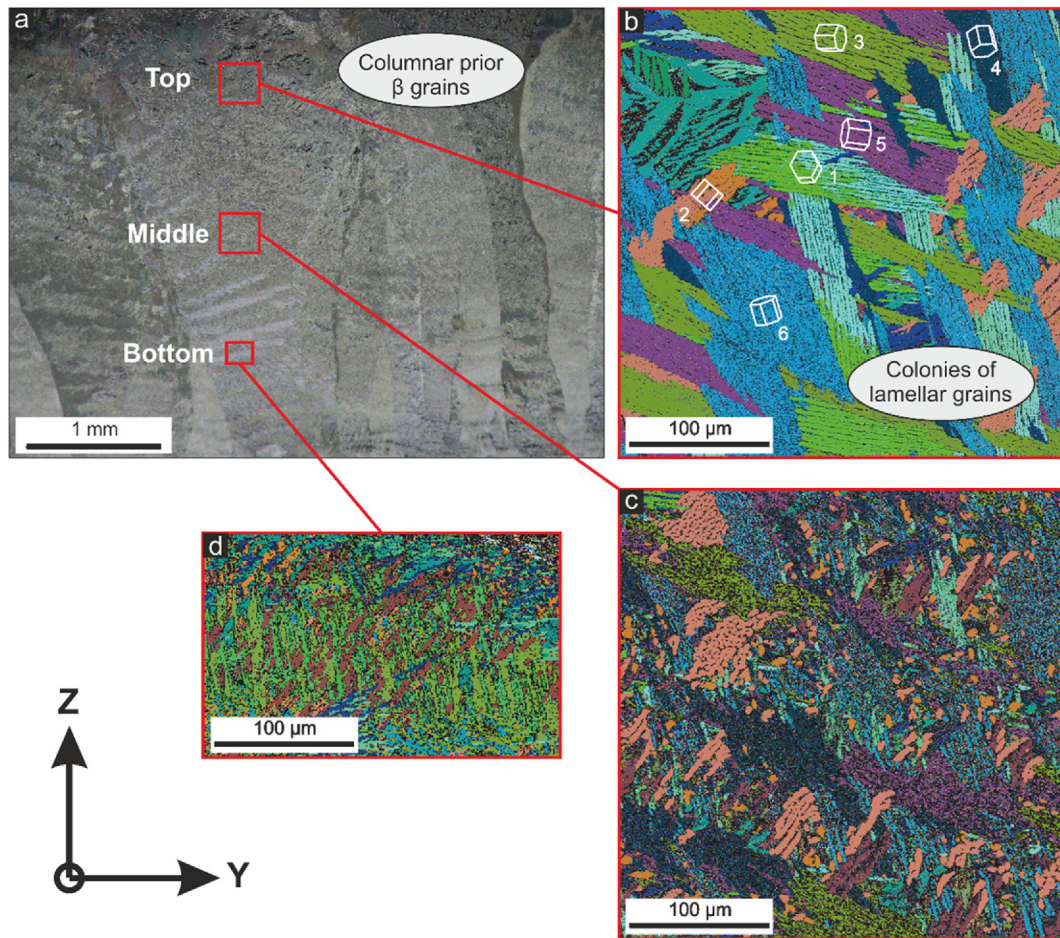 a
Columnar prior
β grains
Top
Middle
Bottom
1 mm
b
3
4
5
1
2
6
Colonies of
lamellar grains
100 µm
c
100 µm
d
100 µm
Z
Y